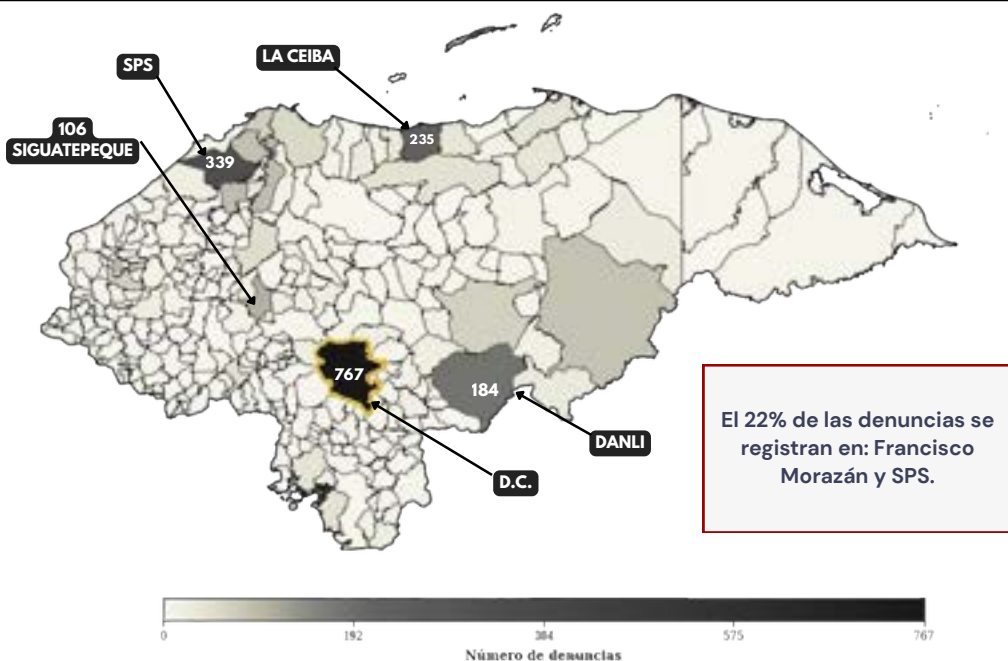 SPS
LA CEIBA
106
SIGUATEPEQUE
339
235
767
184
DANLI
D.C.
El 22% de las denuncias se
registran en: Francisco
Morazán y SPS.
0
192
384
575
767
Número de denuncias